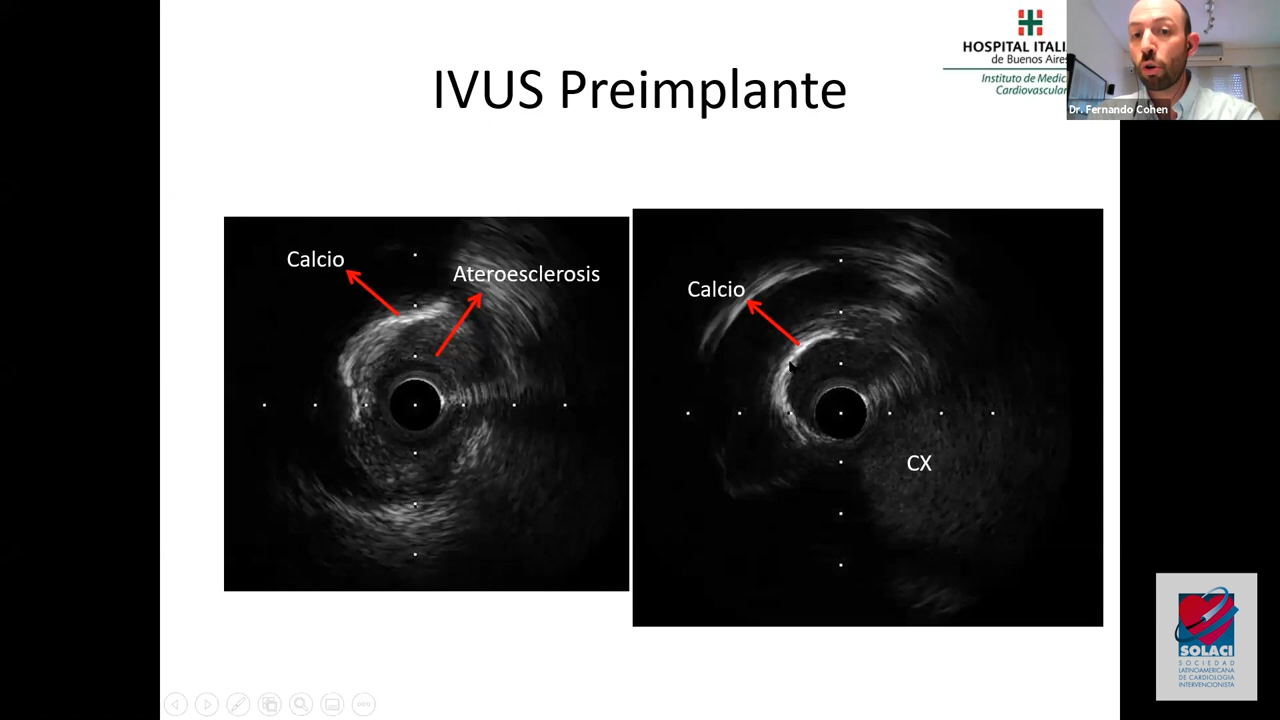 IVUS Preimplante
HOSPITAL ITALI
de Buenos Aires
Instituto de Medic
Cardiovascular
Dr. Fernando Cohen
Calcio
Ateroesclerosis
Calcio
CX
SOLACI
SOCIEDAD
LATINOAMERICANA
DE CARDIOLOGIA
INTERVENCIONISTA